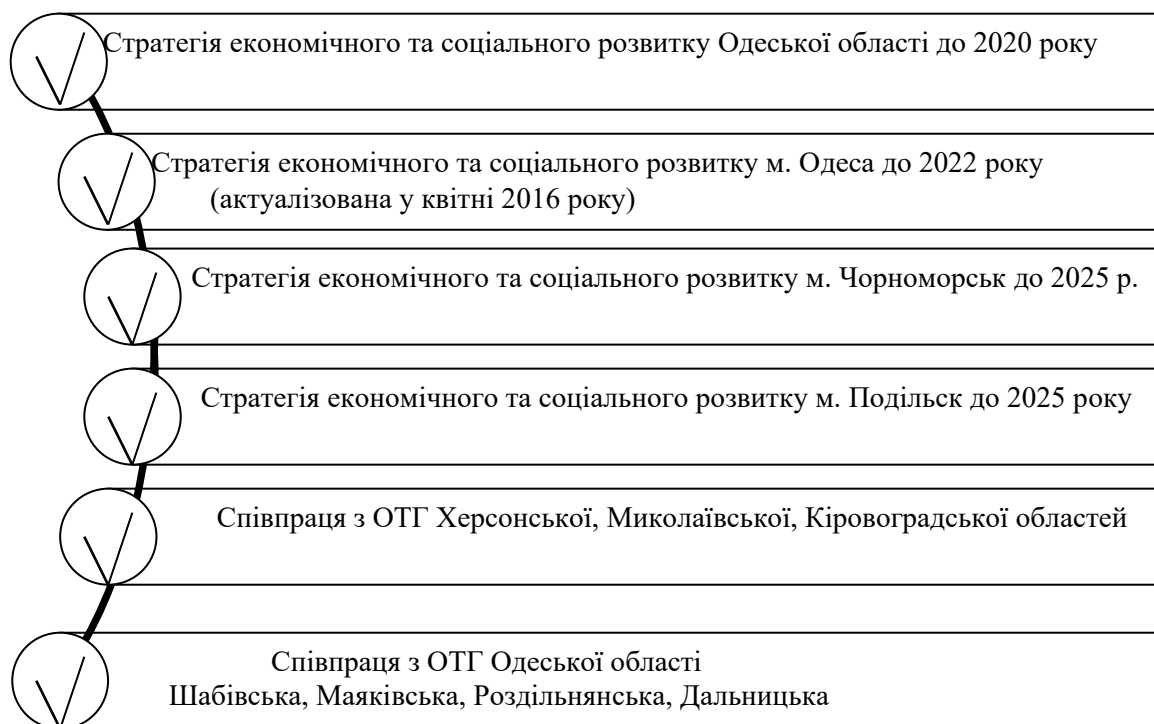 Стратегія економічного та соціального розвитку Одеської області до 2020 року
Стратегія економічного та соціального розвитку м. Одеса до 2022 року
(актуалізована у квітні 2016 року)
Стратегія економічного та соціального розвитку м. Чорноморськ до 2025 р.
Стратегія економічного та соціального розвитку м. Подільск до 2025 року
Співпраця з ОТГ Херсонської, Миколаївської, Кіровоградської областей
Співпраця з ОТГ Одеської області
Шабівська, Маяківська, Роздільнянська, Дальницька